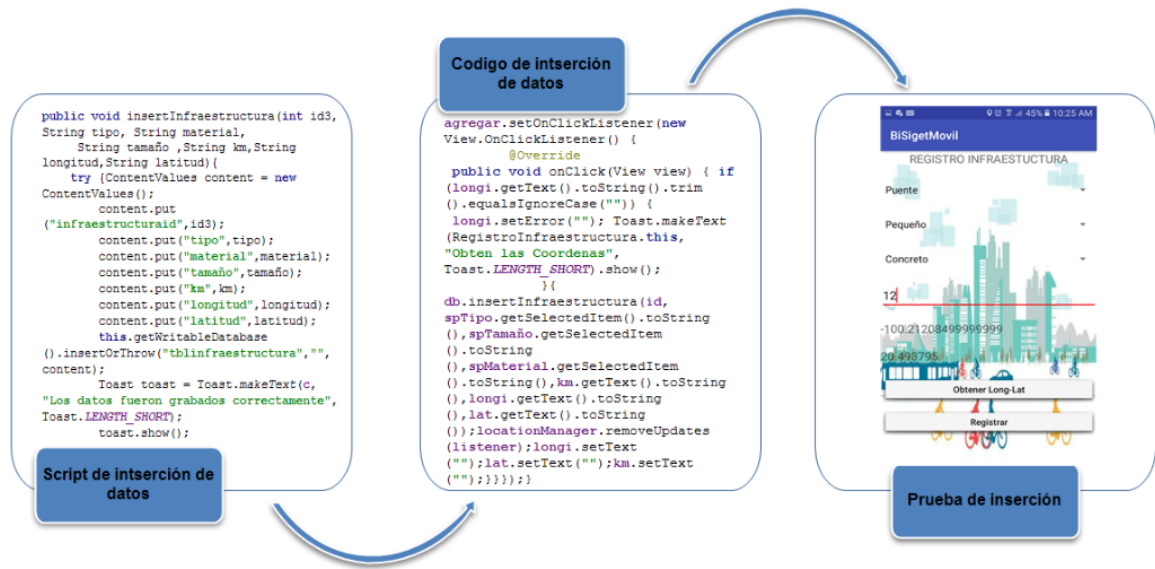 public void insertInfraestructura(int id3,
String tipo, String material,
String tamaño ,String km,String
longitud,String latitud){
try {ContentValues content = new
ContentValues();
content.put
("infraestructuraid",id3);
content.put("tipo",tipo);
content.put("material",material);
content.put("tamaño",tamaño);
content.put("km",km);
content.put("longitud",longitud);
content.put("latitud",latitud);
this.getWritableDatabase
().insertOrThrow("tblinfraestructura","",
content);
Toast toast = Toast.makeText(c,
"Los datos fueron grabados correctamente",
Toast.LENGTH_SHORT);
toast.show();
Script de intserción de
datos
Codigo de intserción
de datos
agregar.setOnClickListener(new
View.OnClickListener() {
@Override
public void onClick(View view) { if
(longi.getText().toString().trim
().equalsIgnoreCase("")) {
longi.setError(""); Toast.makeText
(RegistroInfraestructura.this,
"Obten las Coordenas",
Toast.LENGTH_SHORT).show();
}{
db.insertInfraestructura(id,
spTipo.getSelectedItem().toString
(),spTamaño.getSelectedItem
().toString
(),spMaterial.getSelectedItem
().toString(),km.getText().toString
(),longi.getText().toString
(),lat.getText().toString
());locationManager.removeUpdates
(listener);longi.setText
("");lat.setText("");km.setText
("");}}});}
45% 10:25 AM
BiSigetMovil
REGISTRO INFRAESTUCTURA
Puente
Pequeño
Concreto
12
-100.21208499999999
20.493795
Obtener Long-Lat
Registrar
Prueba de inserción